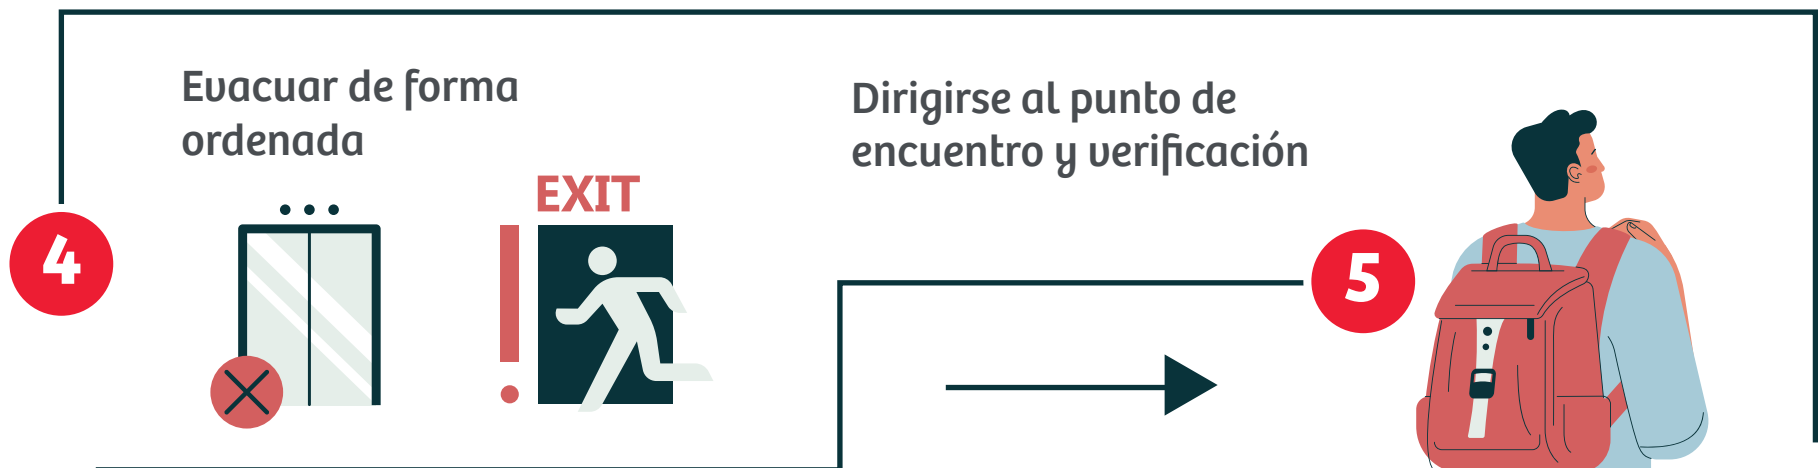 Evacuar de forma
ordenada
EXIT
4
Dirigirse al punto de
encuentro y verificación
5